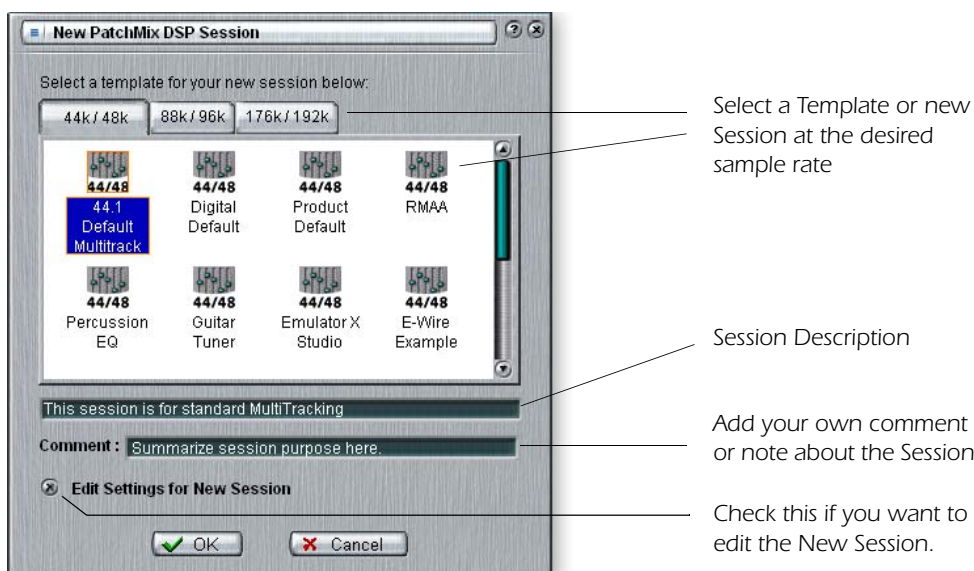 New PatchMix DSP Session
Select a template for your new session below:
44k / 48k 88k / 96k 176k / 192k
44/48 44/48 44/48 44/48
44.1 Default Multitrack
Digital Default
Product Default
RMAA
44/48 44/48 44/48 44/48
Percussion EQ
Guitar Tuner
Emulator X Studio
E-Wire Example
This session is for standard MultiTracking
Comment : Summarize session purpose here.
Edit Settings for New Session
OK Cancel
Select a Template or new
Session at the desired
sample rate
Session Description
Add your own comment
or note about the Session
Check this if you want to
edit the New Session.